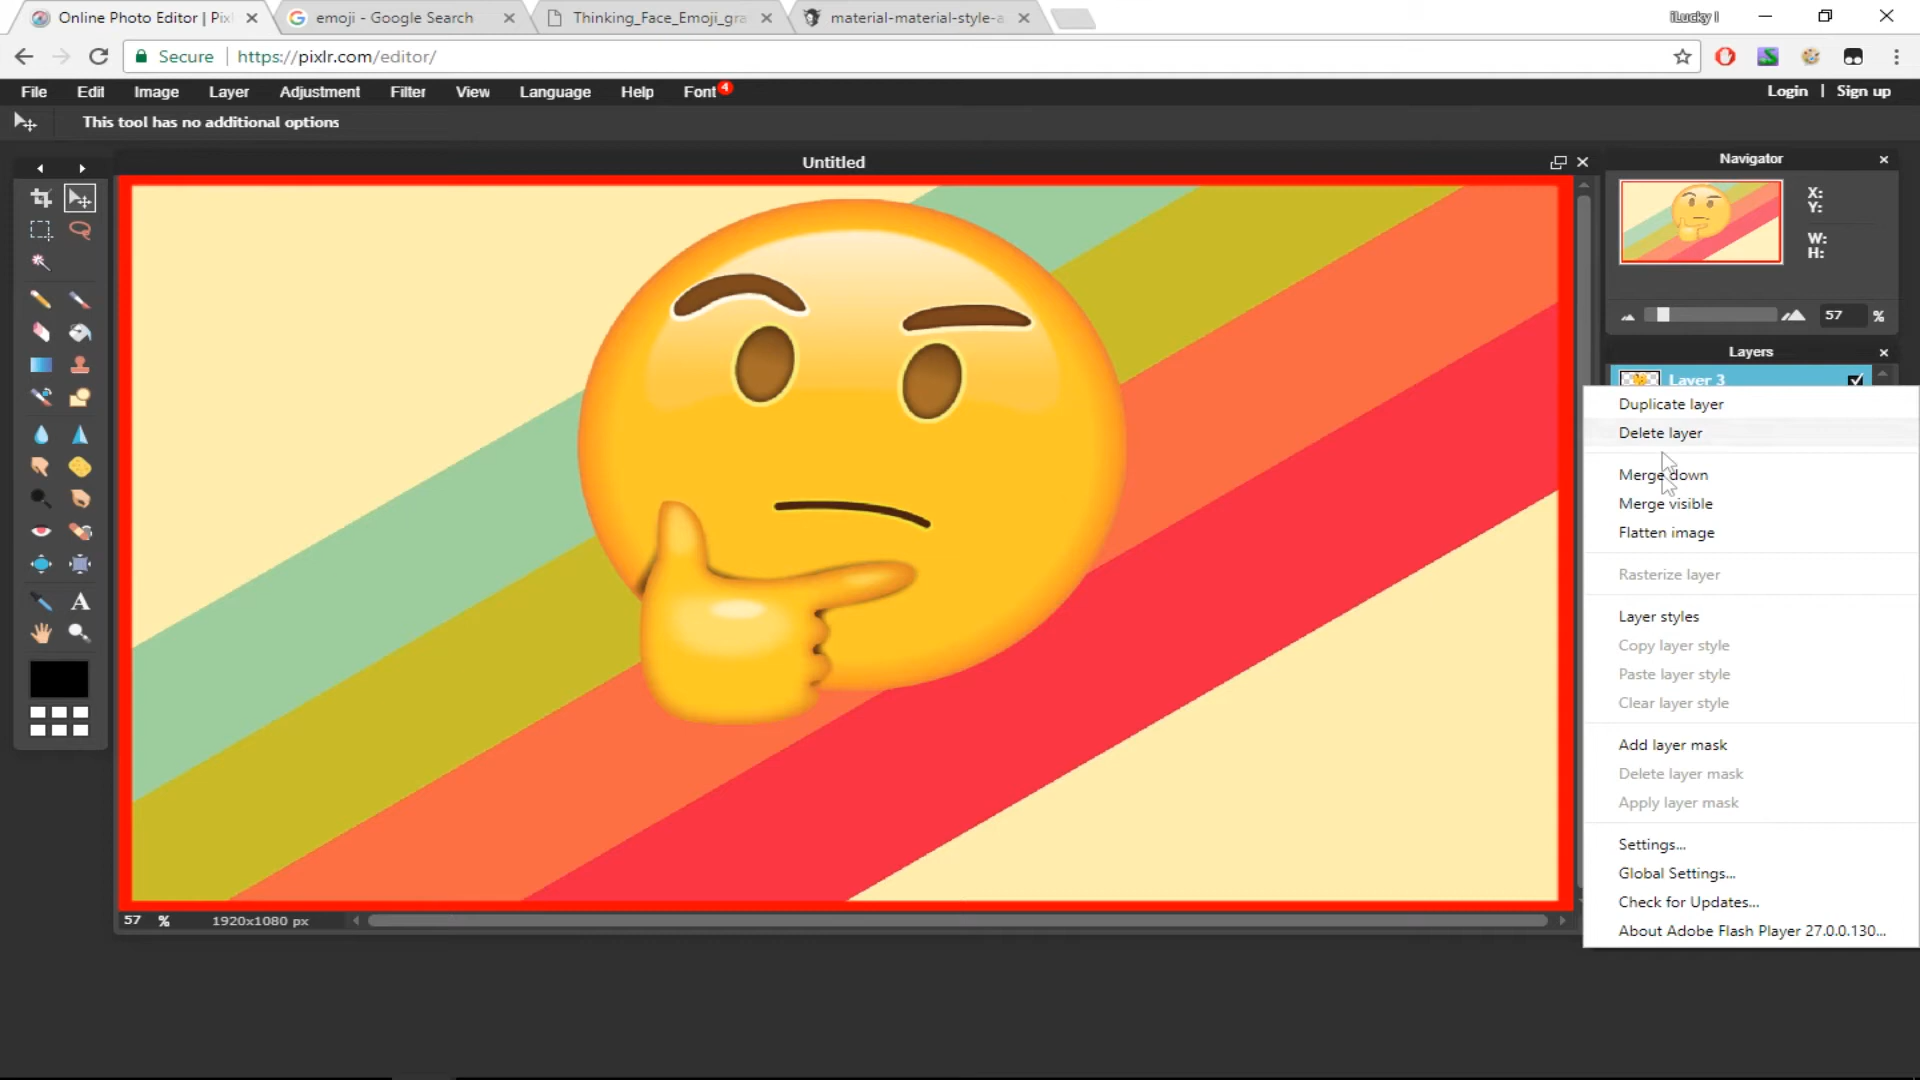 Online Photo Editor | Pixl
emoji - Google Search
Thinking_Face_Emoji_gra
material-material-style-a
iLucky I
Secure
https://pixlr.com/editor/
File Edit Image Layer Adjustment Filter View Language Help Font 4
Login | Sign up
This tool has no additional options
Untitled
Navigator
X:
Y:
W:
H:
57 %
Layers
Layer 3
Duplicate layer
Delete layer
Merge down
Merge visible
Flatten image
Rasterize layer
Layer styles
Copy layer style
Paste layer style
Clear layer style
Add layer mask
Delete layer mask
Apply layer mask
Settings...
Global Settings...
Check for Updates...
About Adobe Flash Player 27.0.0.130...
A
57 % 1920x1080 px